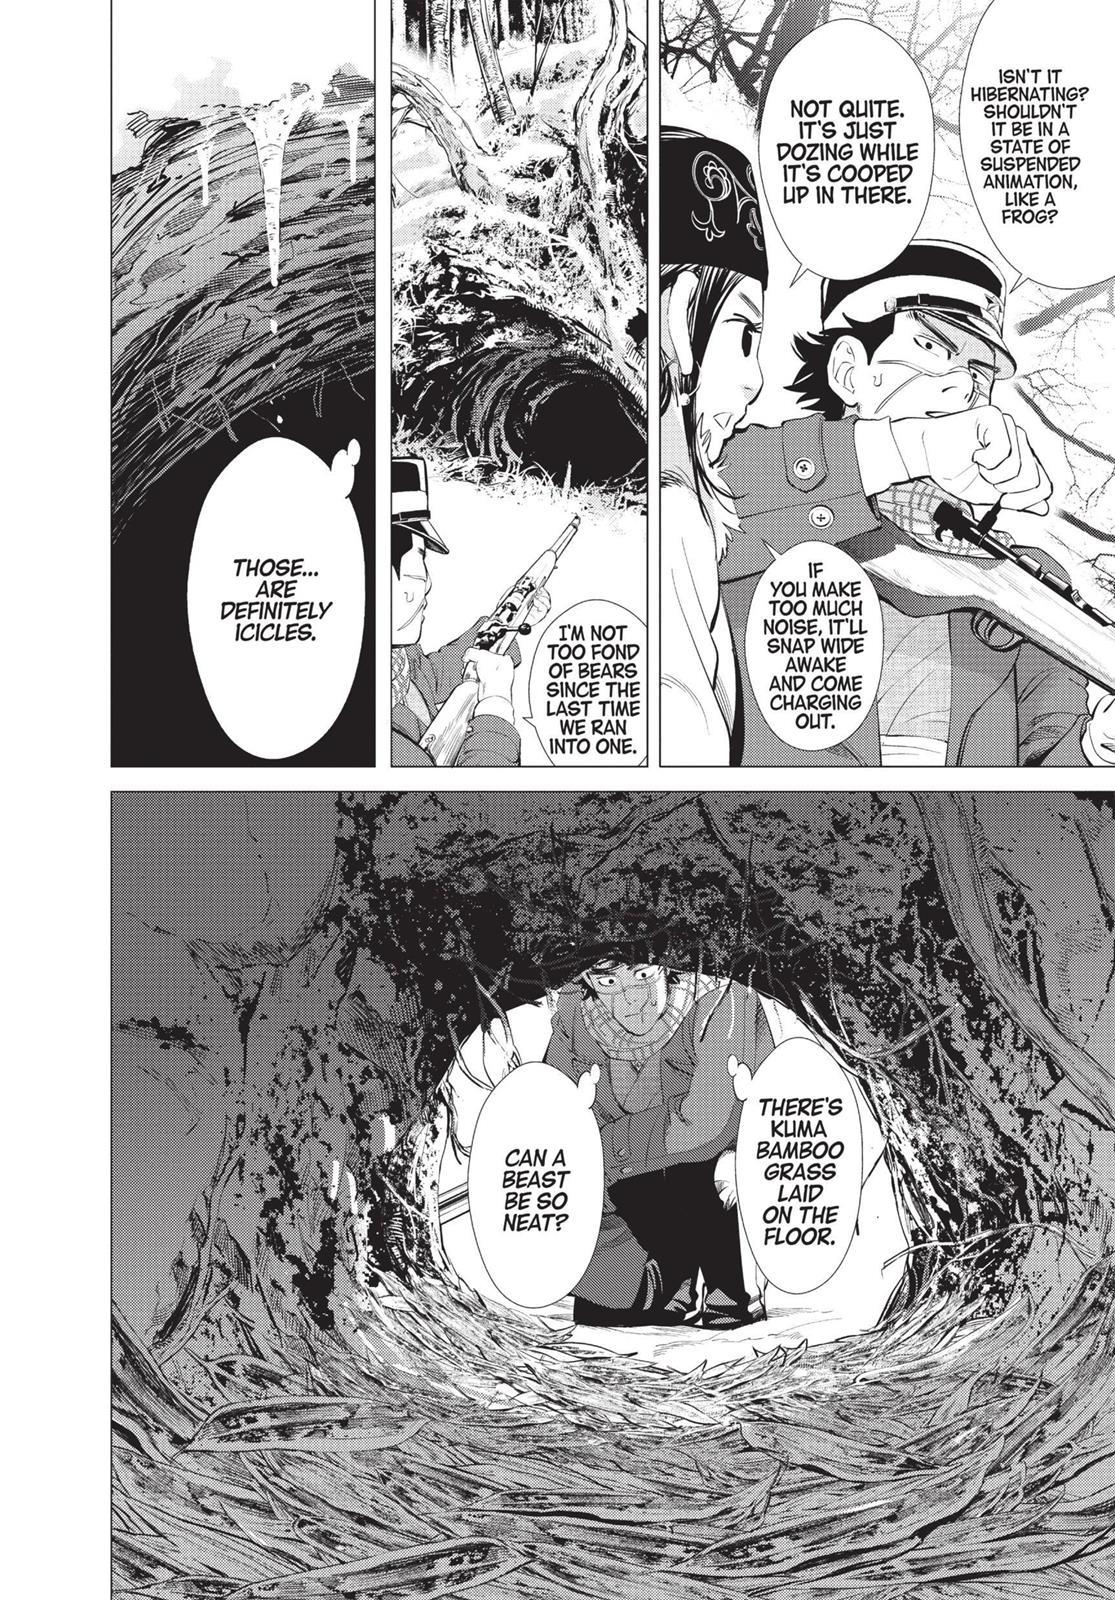 ISN'T IT
HIBERNATING?
SHOULDN'T
IT BE IN A
STATE OF
SUSPENDED
ANIMATION,
LIKE A
FROG?
NOT QUITE.
IT'S JUST
DOZING WHILE
IT'S COOPED
UP IN THERE.
IF
YOU MAKE
TOO MUCH
NOISE, IT'LL
SNAP WIDE
AWAKE
AND COME
CHARGING
OUT.
I'M NOT
TOO FOND
OF BEARS
SINCE THE
LAST TIME
WE RAN
INTO ONE.
THOSE...
ARE
DEFINITELY
ICICLES.
THERE'S
KUMA
BAMBOO
GRASS
LAID
ON THE
FLOOR.
CAN A
BEAST
BE SO
NEAT?